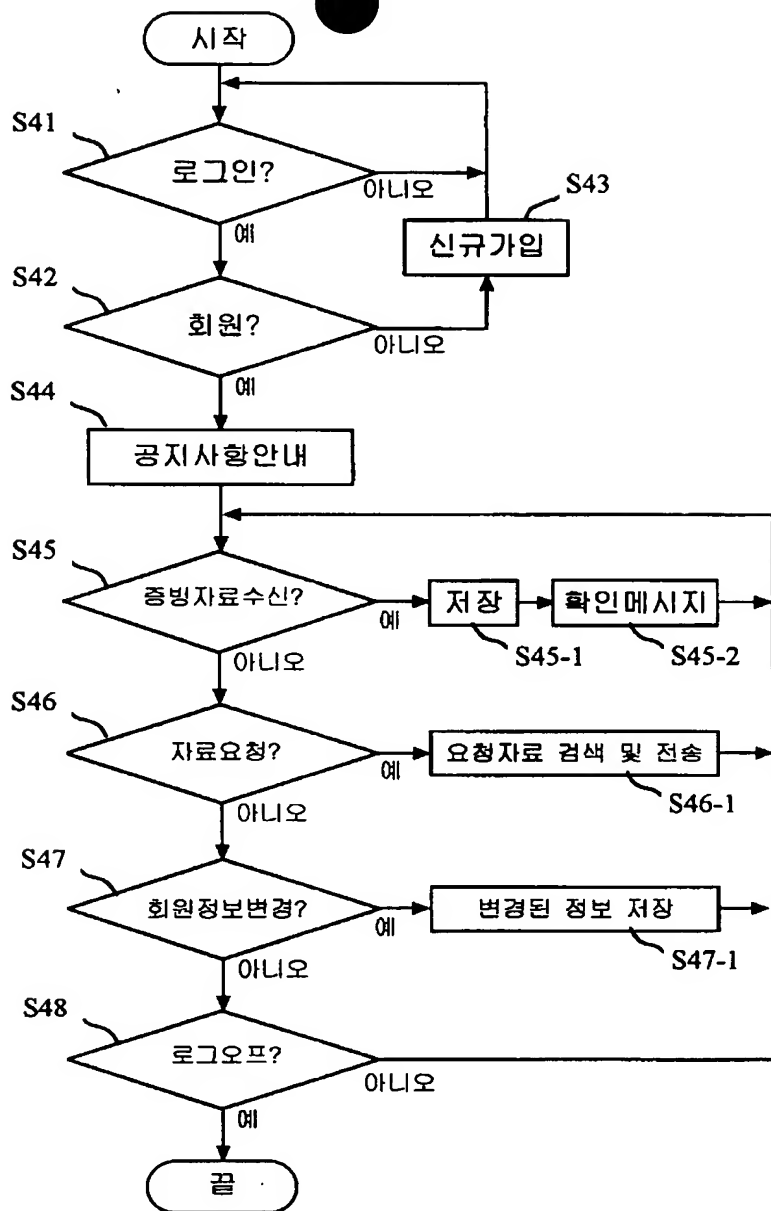 시작
S41
로그인?
아니오
예
S43
신규가입
S42
회원?
아니오
예
S44
공지사항안내
S45
증빙자료수신?
예
저장
확인메시지
S45-1
S45-2
아니오
S46
자료요청?
예
요청자료 검색 및 전송
S46-1
아니오
S47
회원정보변경?
예
변경된 정보 저장
S47-1
아니오
S48
로그오프?
아니오
예
끝